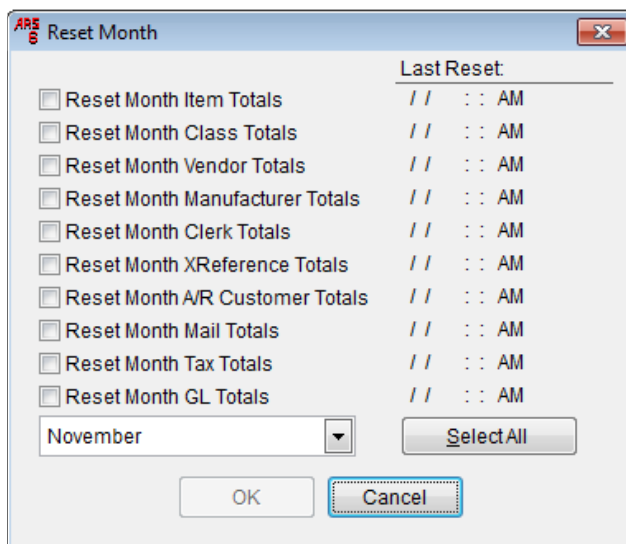 ARS 6 Reset Month
Last Reset:
Reset Month Item Totals / / : : AM
Reset Month Class Totals / / : : AM
Reset Month Vendor Totals / / : : AM
Reset Month Manufacturer Totals / / : : AM
Reset Month Clerk Totals / / : : AM
Reset Month XReference Totals / / : : AM
Reset Month A/R Customer Totals / / : : AM
Reset Month Mail Totals / / : : AM
Reset Month Tax Totals / / : : AM
Reset Month GL Totals / / : : AM
November Select All
OK Cancel